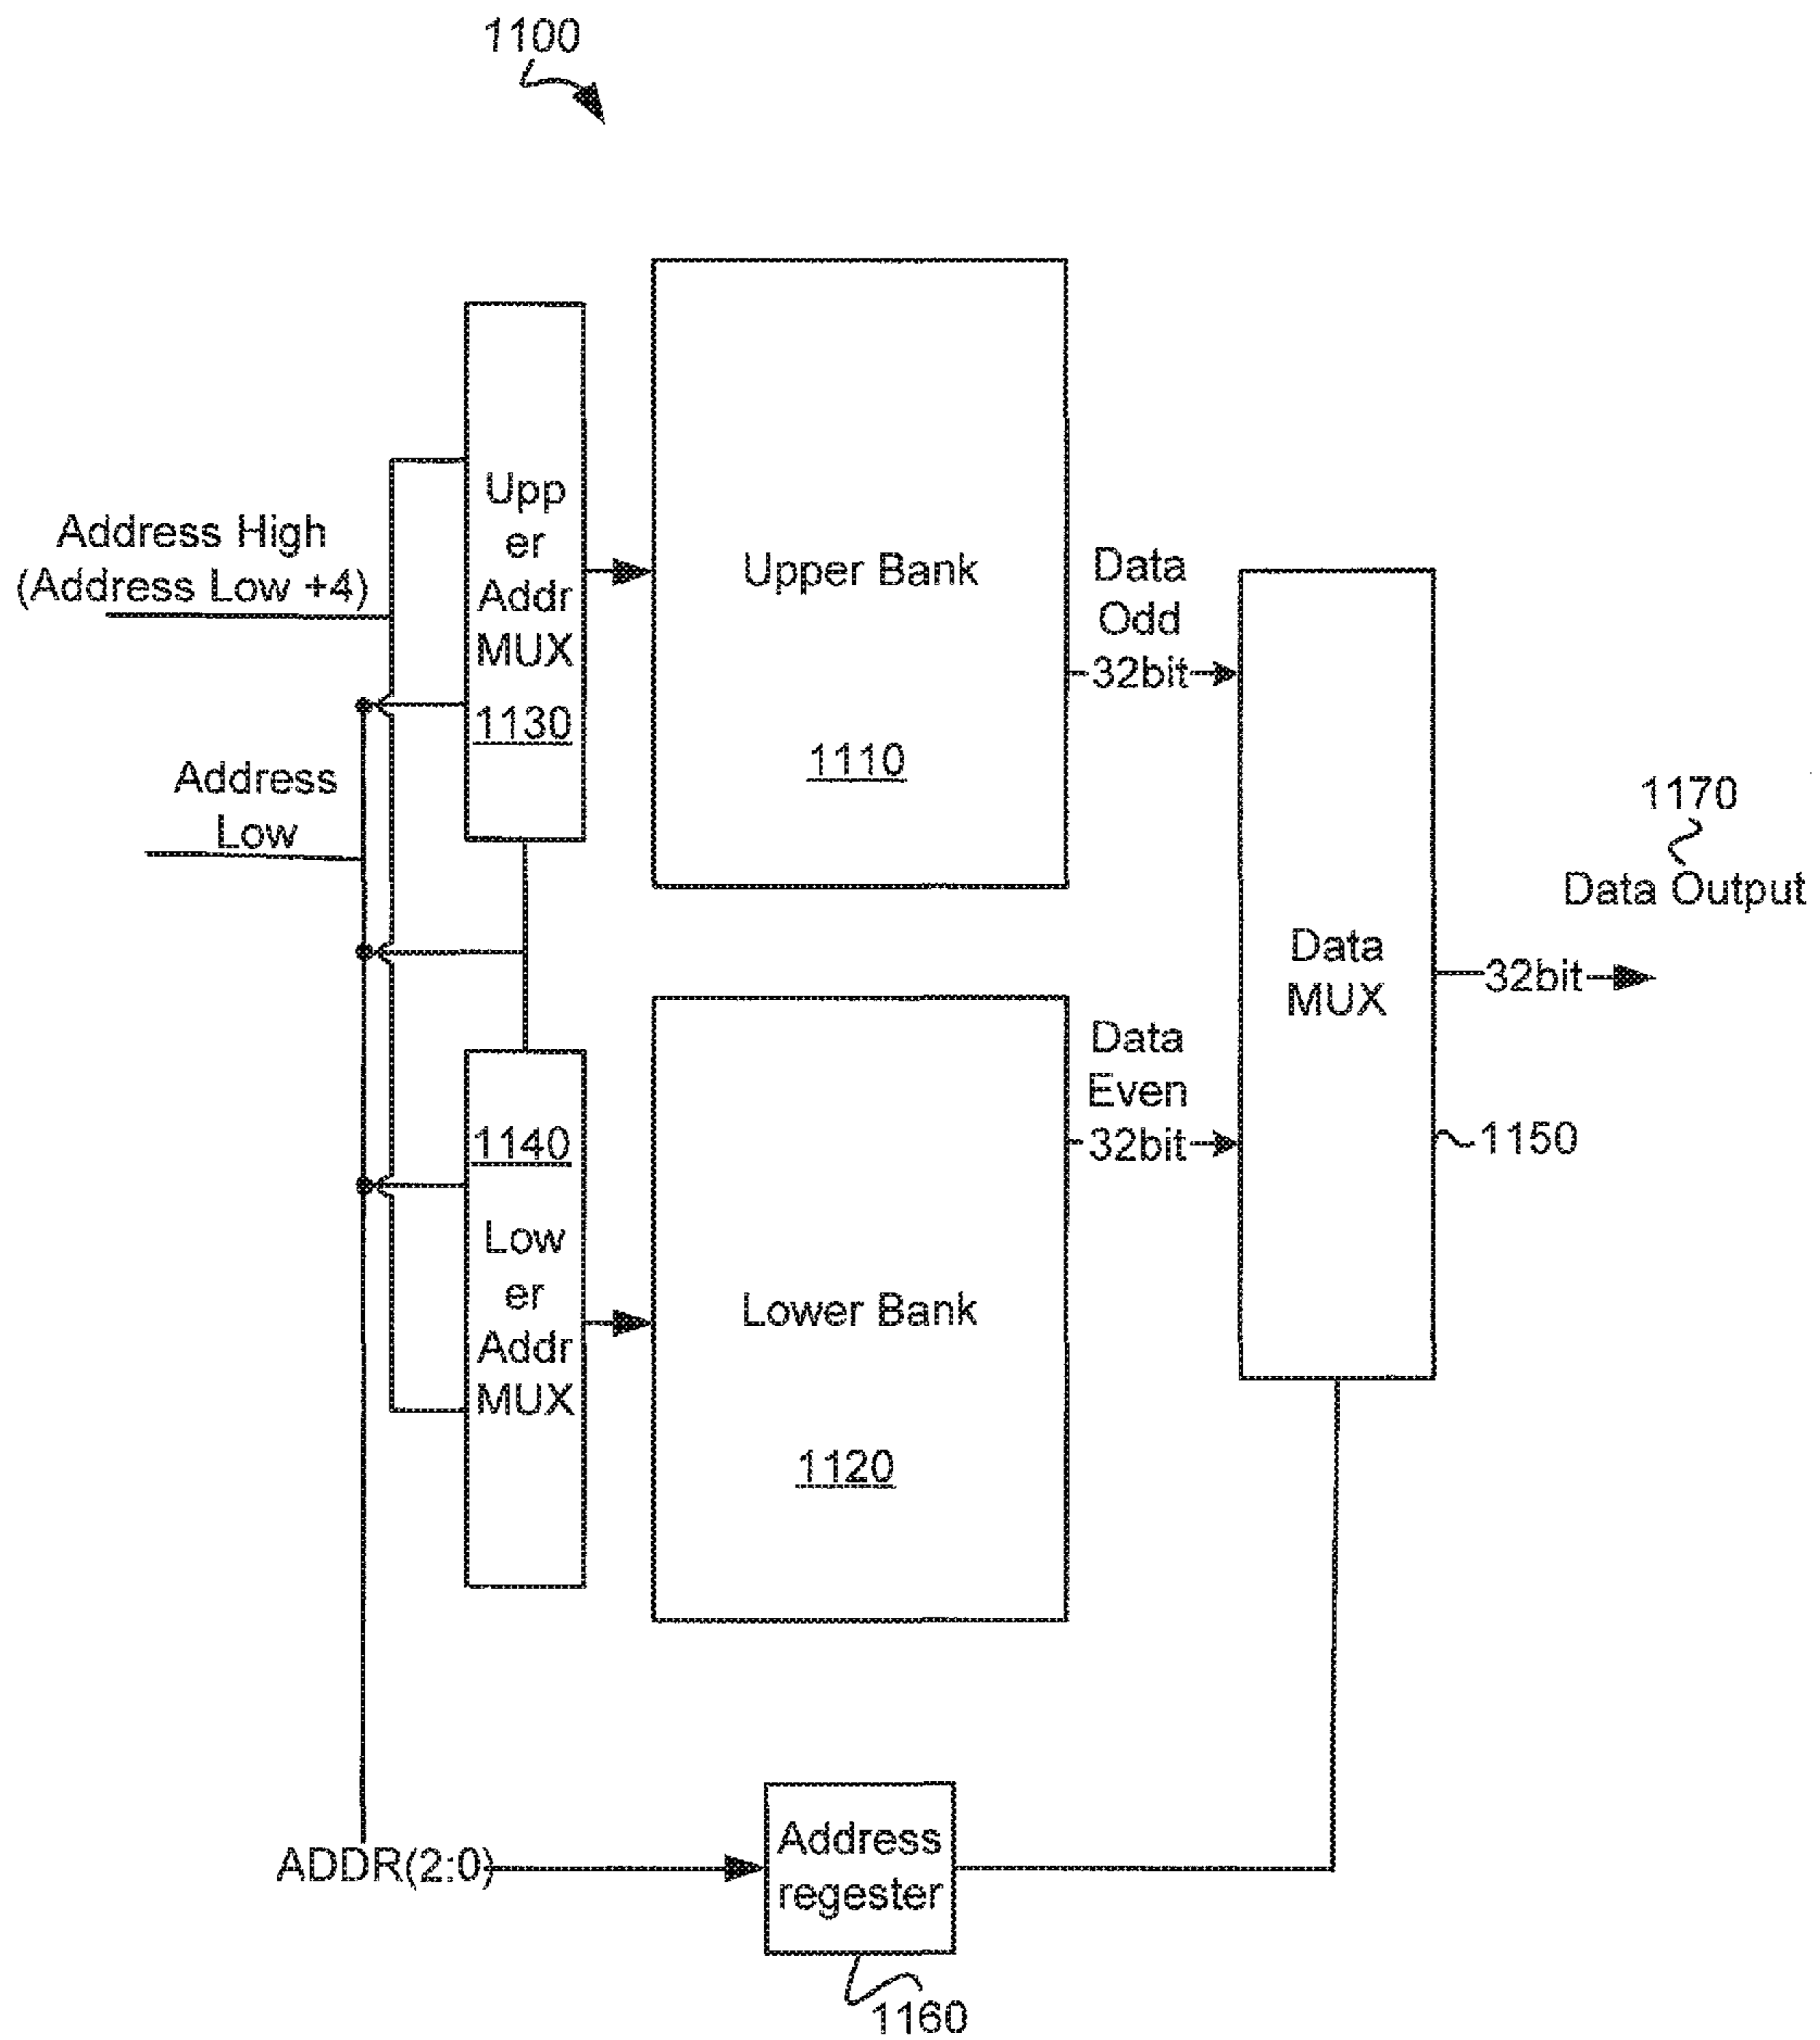 1100
Upp
er
Addr
MUX
1130
Address High
(Address Low +4)
Address
Low
Upper Bank
1110
Data
Odd
32bit
1170
Data Output
Data
MUX
32bit
1150
1140
Low
er
Addr
MUX
Lower Bank
1120
Data
Even
32bit
ADDR(2:0)
Address
regester
1160